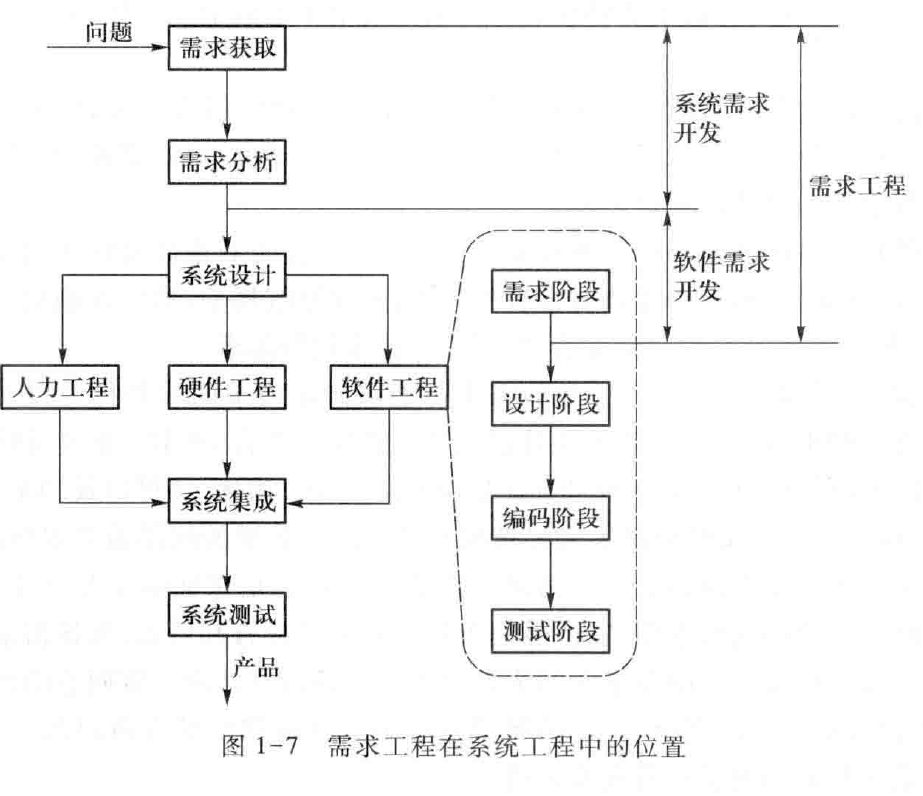 问题
需求获取
系统需求
开发
需求分析
需求工程
系统设计
软件需求
开发
需求阶段
人力工程
硬件工程
软件工程
设计阶段
系统集成
编码阶段
系统测试
测试阶段
产品
图 1-7 需求工程在系统工程中的位置